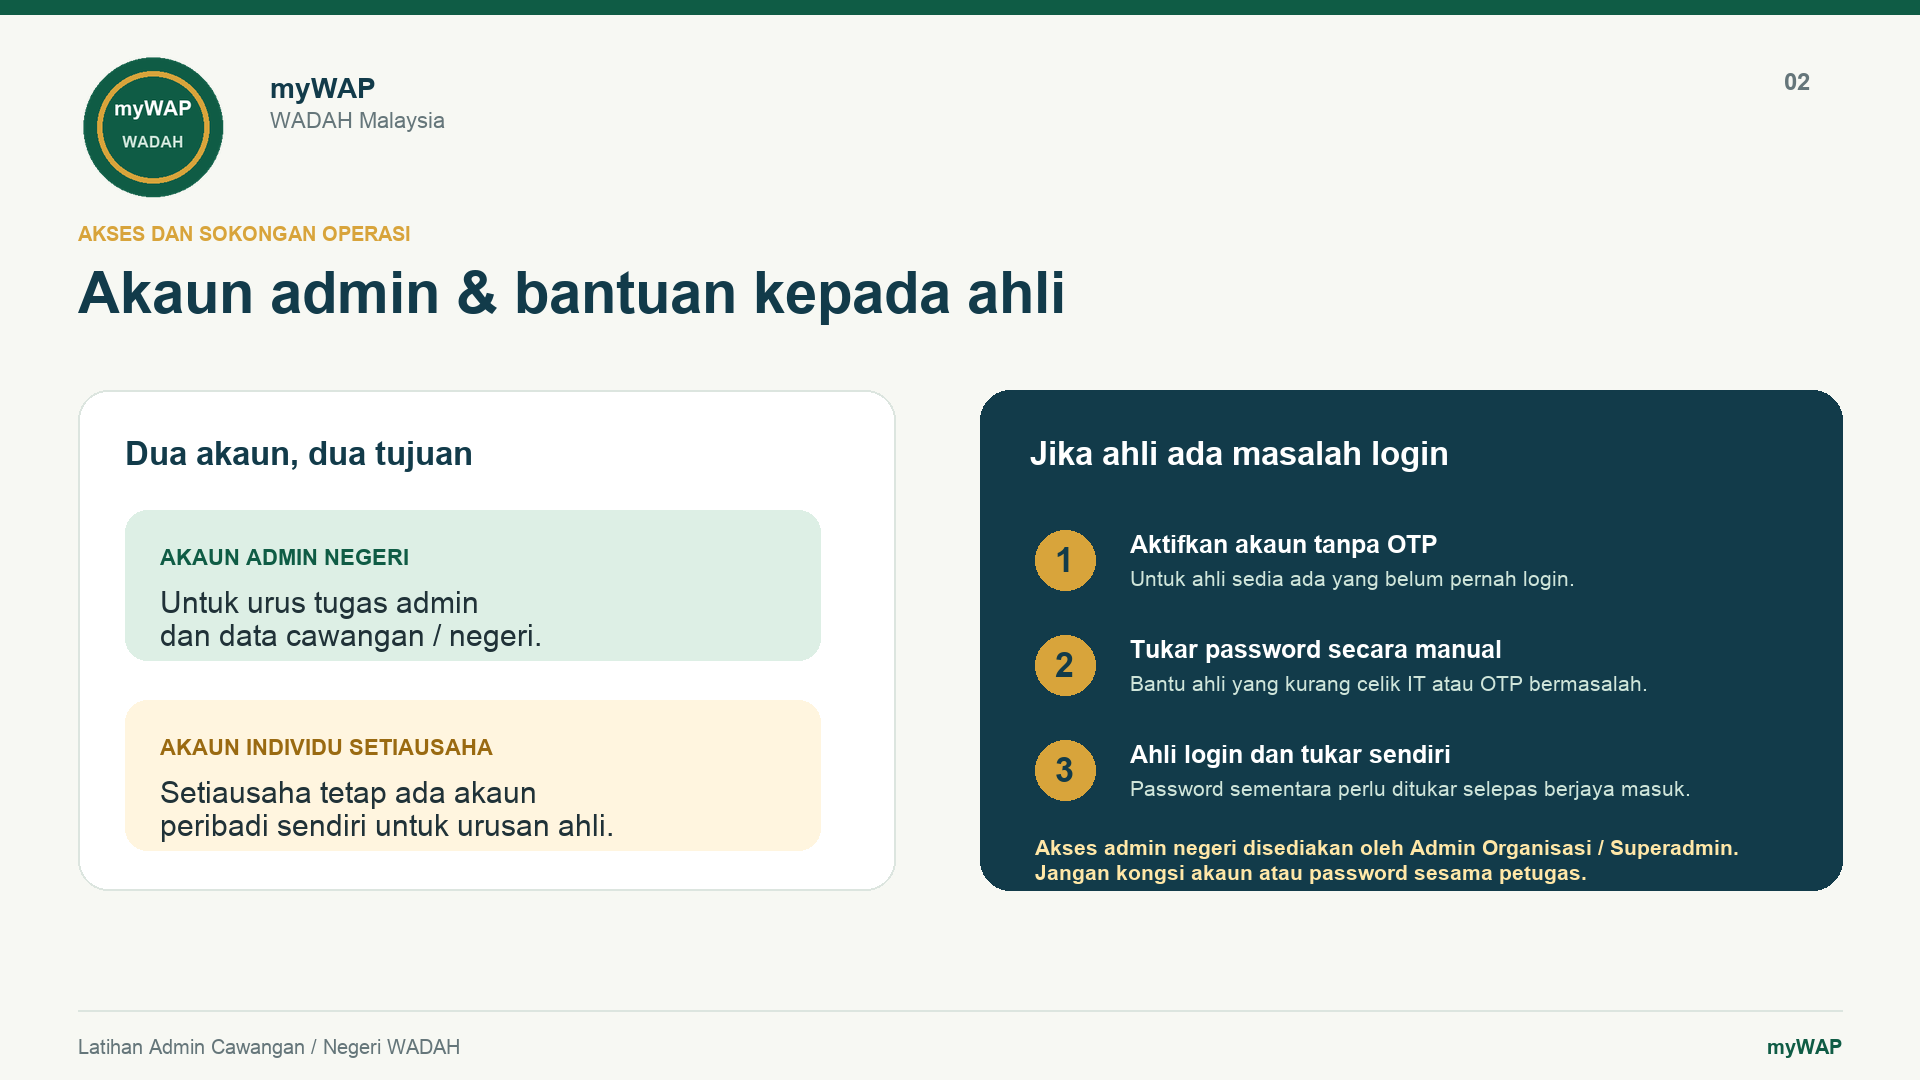 myWAP
WADAH
myWAP
WADAH Malaysia
02
AKSES DAN SOKONGAN OPERASI
Akaun admin & bantuan kepada ahli
Dua akaun, dua tujuan
AKAUN ADMIN NEGERI
Untuk urus tugas admin
dan data cawangan / negeri.
AKAUN INDIVIDU SETIAUSAHA
Setiausaha tetap ada akaun
peribadi sendiri untuk urusan ahli.
Jika ahli ada masalah login
1
Aktifkan akaun tanpa OTP
Untuk ahli sedia ada yang belum pernah login.
2
Tukar password secara manual
Bantu ahli yang kurang celik IT atau OTP bermasalah.
3
Ahli login dan tukar sendiri
Password sementara perlu ditukar selepas berjaya masuk.
Akses admin negeri disediakan oleh Admin Organisasi / Superadmin.
Jangan kongsi akaun atau password sesama petugas.
Latihan Admin Cawangan / Negeri WADAH
myWAP